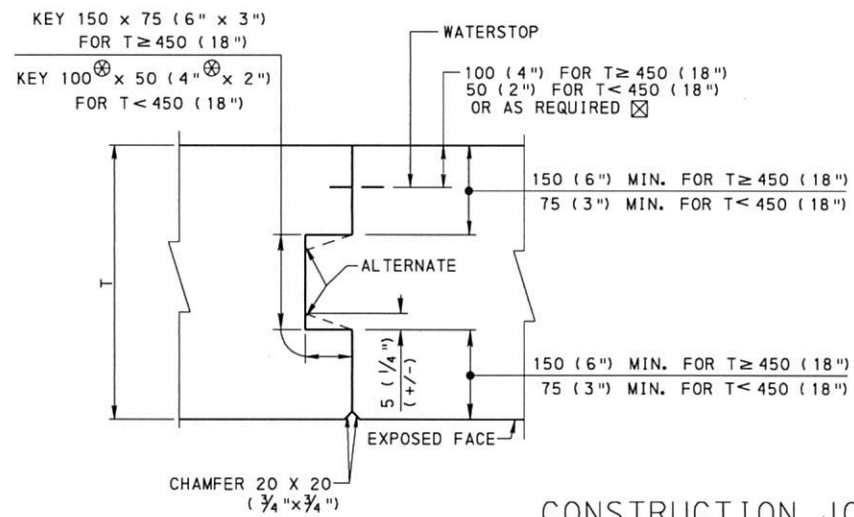 KEY 150 x 75 (6" x 3")
FOR T≥450 (18")
KEY 100⊛x 50 (4"⊛x 2")
FOR T<450 (18")
WATERSTOP
100 (4") FOR T≥450 (18")
50 (2") FOR T<450 (18")
OR AS REQUIRED ☒
150 (6") MIN. FOR T≥450 (18")
75 (3") MIN. FOR T<450 (18")
T
ALTERNATE
5 (1/4")
(+/-)
150 (6") MIN. FOR T≥450 (18")
75 (3") MIN. FOR T<450 (18")
EXPOSED FACE
CHAMFER 20 X 20
(3/4"x3/4")
CONSTRUCTION